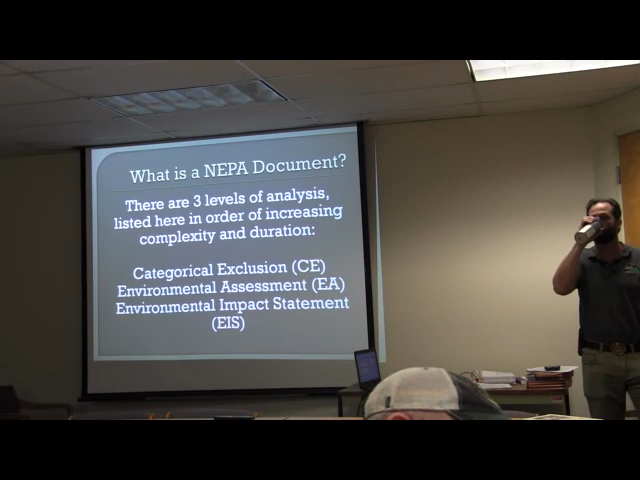 What is a NEPA Document?
There are 3 levels of analysis,
listed here in order of increasing
complexity and duration:
Categorical Exclusion (CE)
Environmental Assessment (EA)
Environmental Impact Statement
(EIS)